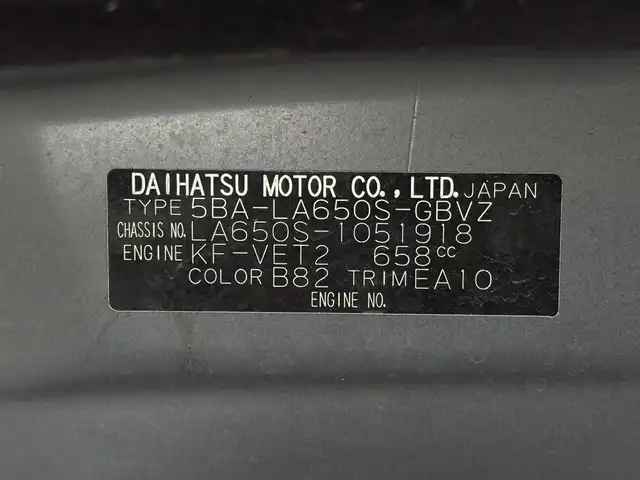 DAIHATSU MOTOR CO., LTD. JAPAN
TYPE 5BA-LA650S-GBVZ
CHASSIS NO. LA650S-1051918
ENGINE KF-VET2 658cc
COLOR B82 TRIM EA10
ENGINE NO.